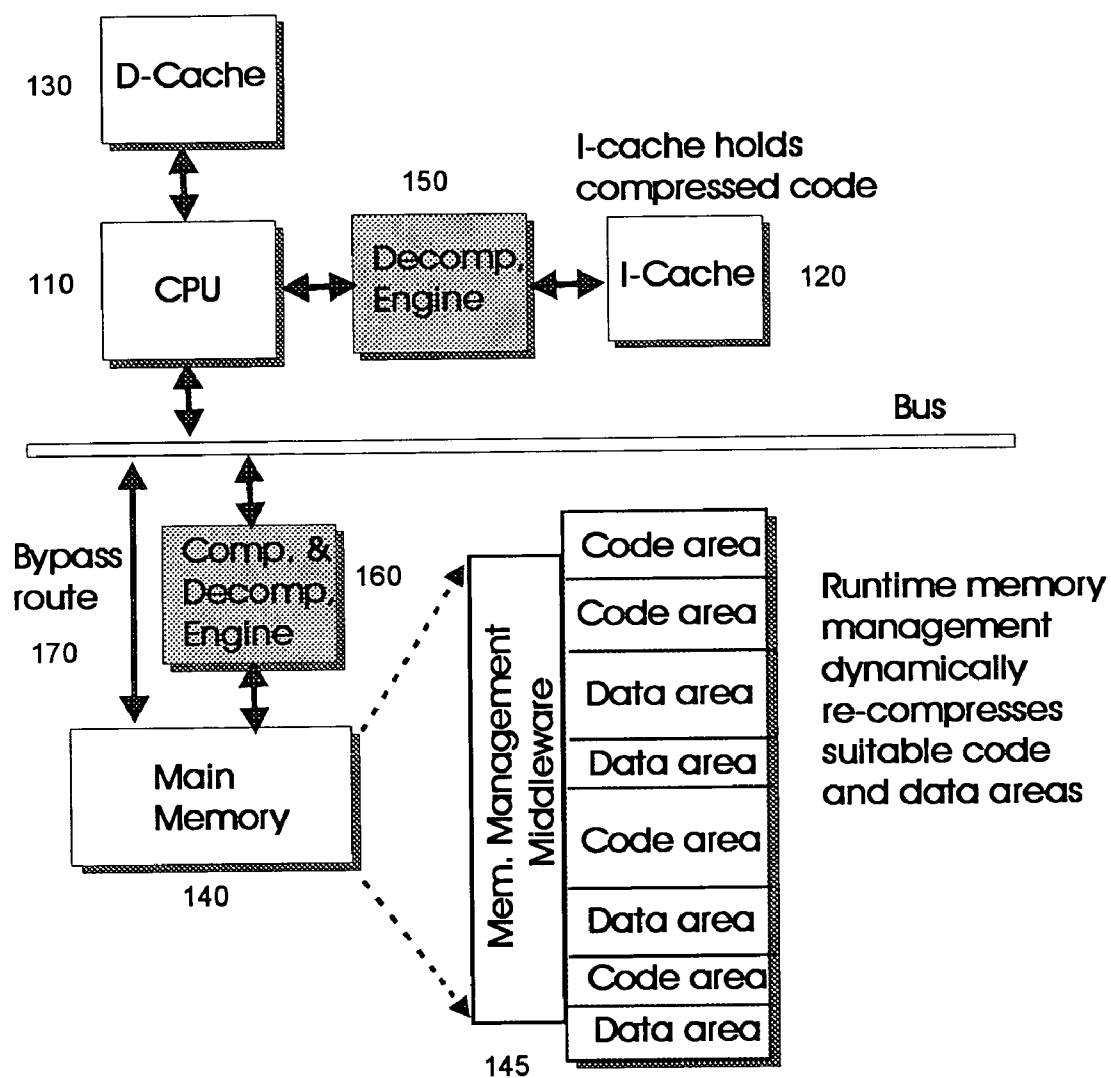 D-Cache
130
I-cache holds
compressed code
150
110
CPU
Decomp,
Engine
I-Cache
120
Bus
Bypass
route
170
Comp. &
Decomp,
Engine
160
Main
Memory
140
Mem. Management
Middleware
145
Code area
Code area
Data area
Data area
Code area
Data area
Code area
Data area
Runtime memory
management
dynamically
re-compresses
suitable code
and data areas